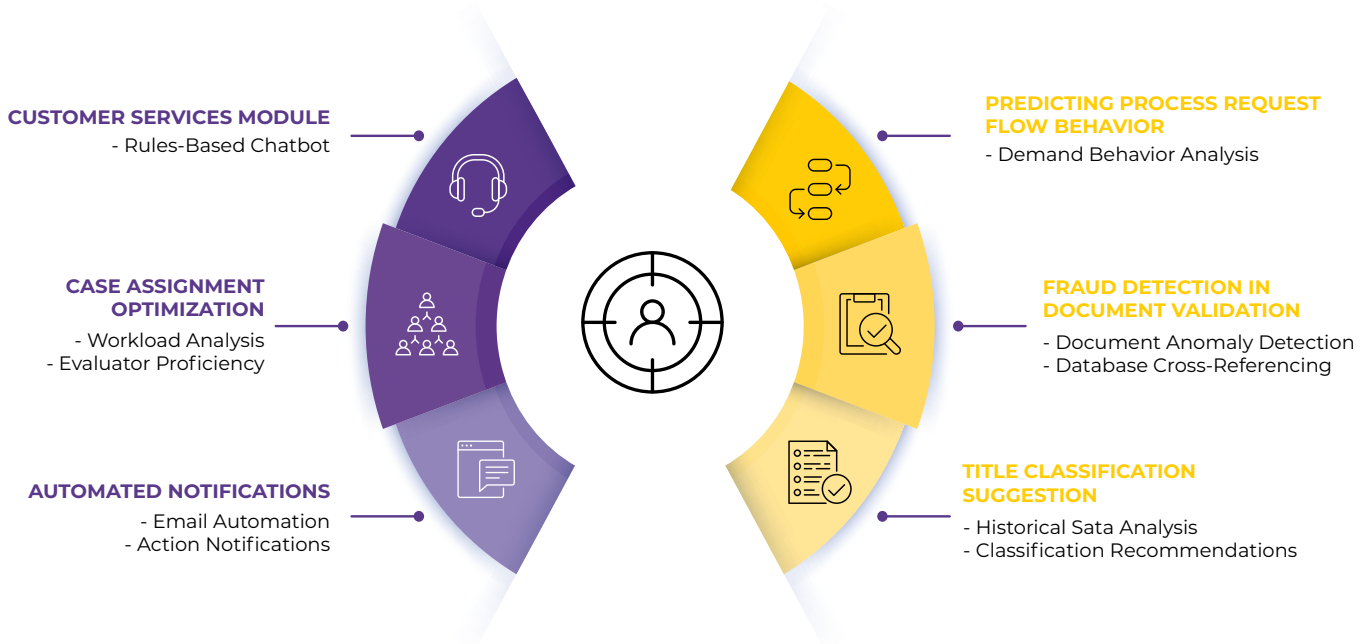 CUSTOMER SERVICES MODULE
- Rules-Based Chatbot
CASE ASSIGNMENT
OPTIMIZATION
- Workload Analysis
- Evaluator Proficiency
AUTOMATED NOTIFICATIONS
- Email Automation
- Action Notifications
PREDICTING PROCESS REQUEST
FLOW BEHAVIOR
- Demand Behavior Analysis
FRAUD DETECTION IN
DOCUMENT VALIDATION
- Document Anomaly Detection
- Database Cross-Referencing
TITLE CLASSIFICATION
SUGGESTION
- Historical Sata Analysis
- Classification Recommendations